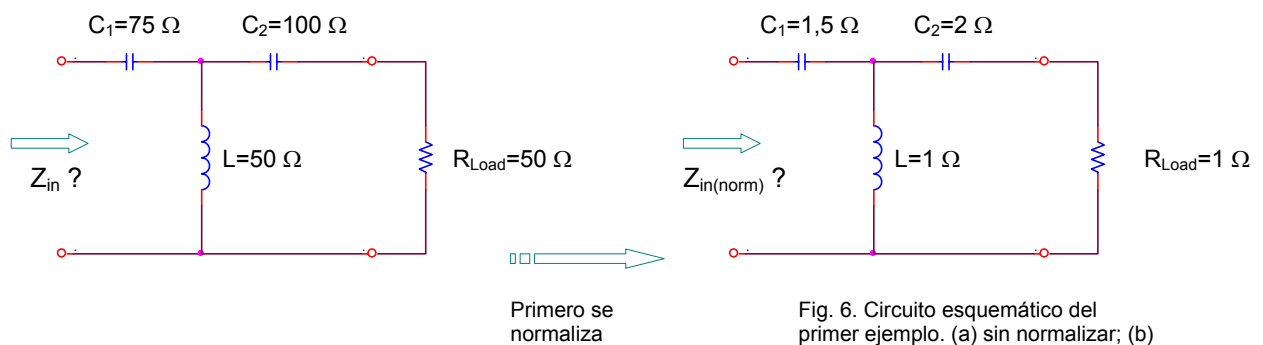 C1=75 Ω
C2=100 Ω
Zin ?
L=50 Ω
RLoad=50 Ω
C1=1,5 Ω
C2=2 Ω
Zin(norm) ?
L=1 Ω
RLoad=1 Ω
Primero se
normaliza
Fig. 6. Circuito esquemático del
primer ejemplo. (a) sin normalizar; (b)